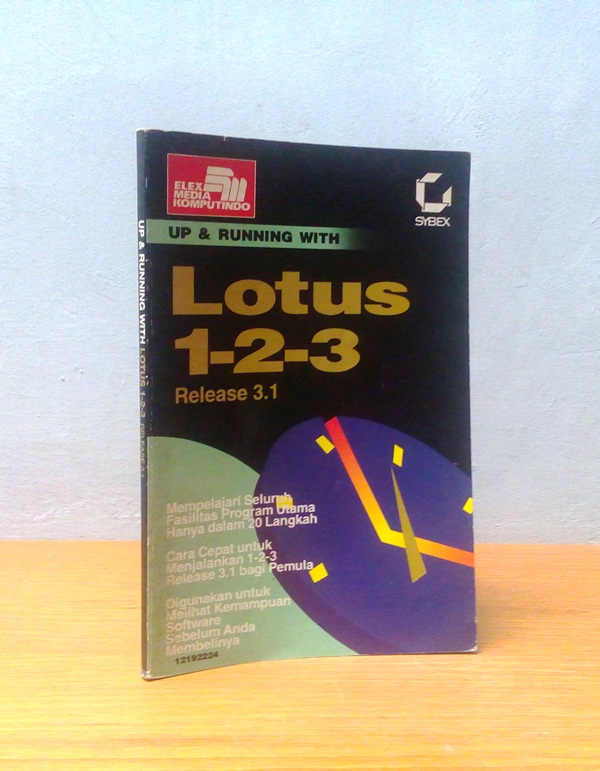 ELEX
MEDIA
KOMPUTINDO
SYBEX
UP & RUNNING WITH
Lotus
1-2-3
Release 3.1
Mempelajari Seluruh
Fasilitas Program Utama
Hanya dalam 20 Langkah
Cara Cepat untuk
Menjalankan 1-2-3
Release 3.1 bagi Pemula
Digunakan untuk
Melihat Kemampuan
Software
Sebelum Anda
Membelinya
12192224
UP & RUNNING WITH LOTUS 1-2-3 RELEASE 3.1